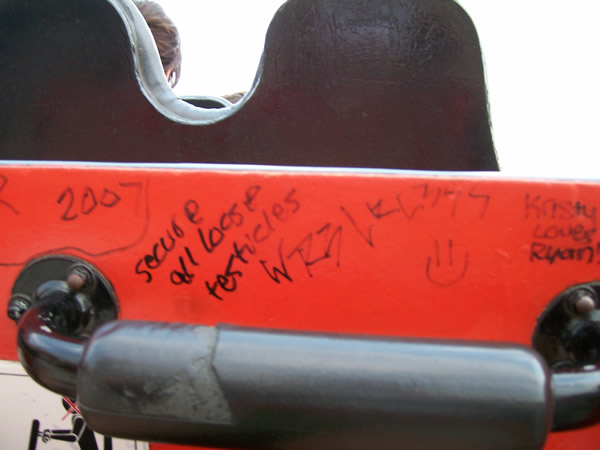 2007
secure
all loose
testicles
Kristy
Loves
Ryan